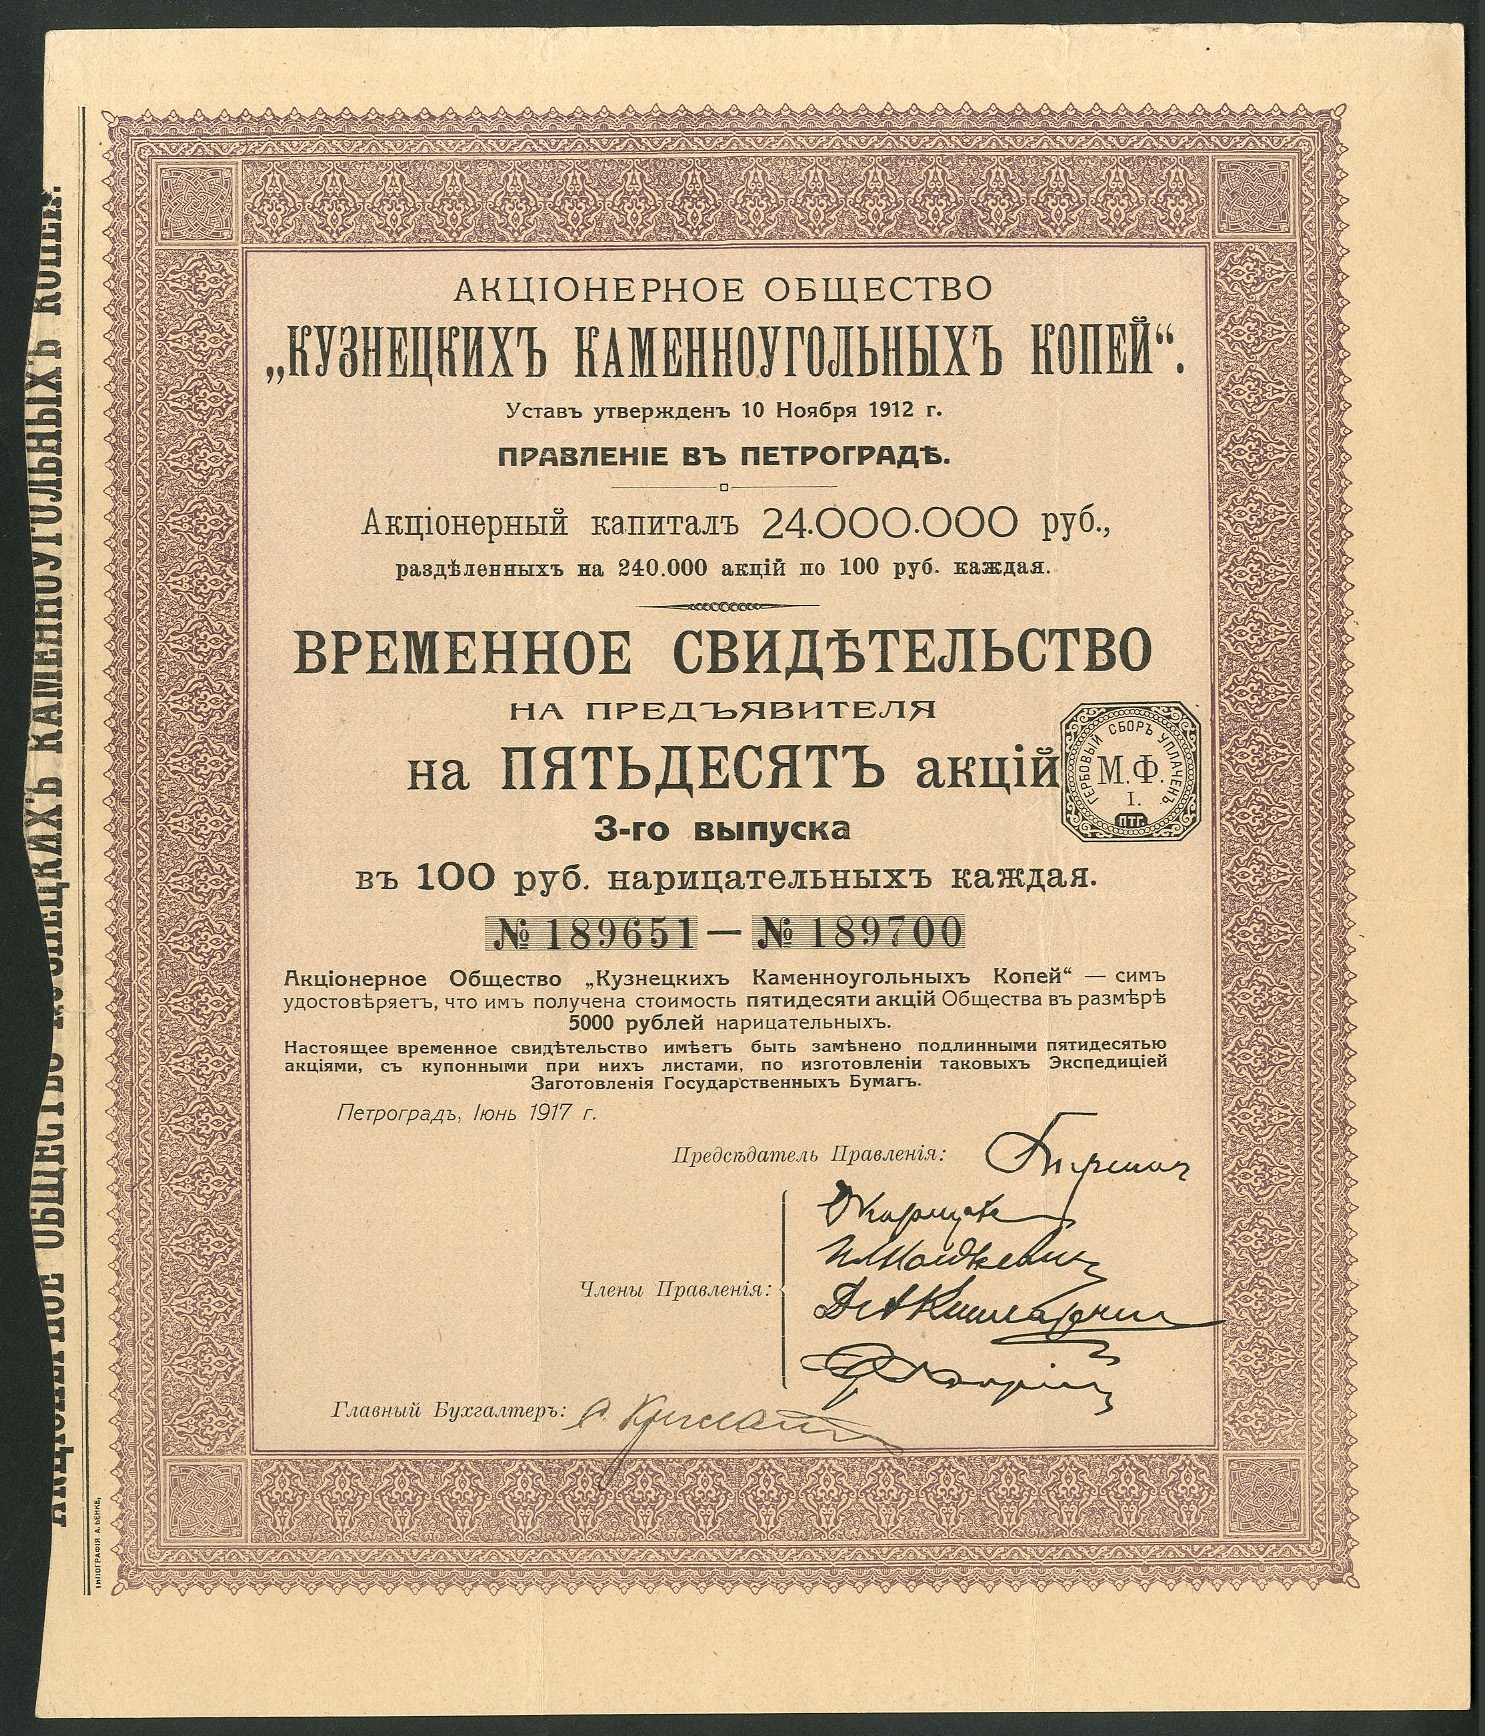 АКЦІОНЕРНОЕ ОБЩЕСТВО
„КУЗНЕЦКИХЪ КАМЕННОУГОЛЬНЫХЪ КОПЕЙ“.
Уставъ утвержденъ 10 Ноября 1912 г.
ПРАВЛЕНІЕ ВЪ ПЕТРОГРАДѢ.
Акціонерный капиталъ 24.000.000 руб.,
раздѣленныхъ на 240.000 акцій по 100 руб. каждая.
ВРЕМЕННОЕ СВИДѢТЕЛЬСТВО
НА ПРЕДЪЯВИТЕЛЯ
на ПЯТЬДЕСЯТЪ акцій
ГЕРБОВЫЙ СБОРЪ УПЛАЧЕНЪ.
М.Ф.
I.
ПТГ.
3-го выпуска
въ 100 руб. нарицательныхъ каждая.
№ 189651 — № 189700
Акціонерное Общество „Кузнецкихъ Каменноугольныхъ Копей“ — симъ
удостовѣряетъ, что имъ получена стоимость пятидесяти акцій Общества въ размѣрѣ
5000 рублей нарицательныхъ.
Настоящее временное свидѣтельство имѣетъ быть замѣнено подлинными пятидесятью
акціями, съ купонными при нихъ листами, по изготовленіи таковыхъ Экспедиціей
Заготовленія Государственныхъ Бумагъ.
Петроградъ, Іюнь 1917 г.
Предсѣдатель Правленія:
Члены Правленія:
Главный Бухгалтеръ:
АКЦІОНЕРНОЕ ОБЩЕСТВО КУЗНЕЦКИХЪ КАМЕННОУГОЛЬНЫХЪ КОПЕЙ.